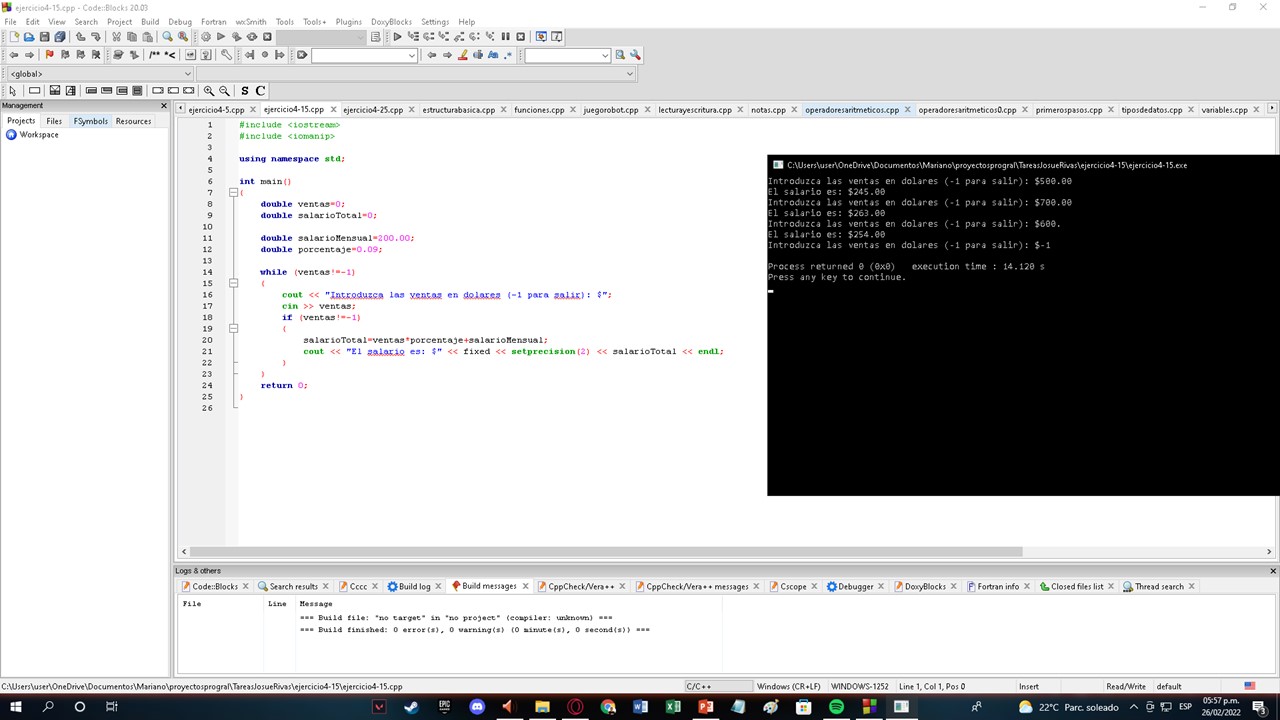 ejercicio4-15.cpp - Code::Blocks 20.03
File Edit View Search Project Build Debug Fortran wxSmith Tools Tools+ Plugins DoxyBlocks Settings Help
/** *<
<global>
S C
Management
Projects Files FSymbols Resources
Workspace
ejercicio4-5.cpp ejercicio4-15.cpp ejercicio4-25.cpp estructurabasica.cpp funciones.cpp juegorobot.cpp lecturayescritura.cpp notas.cpp operadoresaritmeticos.cpp operadoresaritmeticos0.cpp primerospasos.cpp tiposdedatos.cpp variables.cpp
1 #include <iostream>
2 #include <iomanip>
3
4 using namespace std;
5
6 int main()
7 {
8 double ventas=0;
9 double salarioTotal=0;
10
11 double salarioMensual=200.00;
12 double porcentaje=0.09;
13
14 while (ventas!=-1)
15 {
16 cout << "Introduzca las ventas en dolares (-1 para salir): $";
17 cin >> ventas;
18 if (ventas!=-1)
19 {
20 salarioTotal=ventas*porcentaje+salarioMensual;
21 cout << "El salario es: $" << fixed << setprecision(2) << salarioTotal << endl;
22 }
23 }
24 return 0;
25 }
26
C:\Users\user\OneDrive\Documentos\Mariano\proyectosprogral\TareasJosueRivas\ejercicio4-15\ejercicio4-15.exe
Introduzca las ventas en dolares (-1 para salir): $500.00
El salario es: $245.00
Introduzca las ventas en dolares (-1 para salir): $700.00
El salario es: $263.00
Introduzca las ventas en dolares (-1 para salir): $600.
El salario es: $254.00
Introduzca las ventas en dolares (-1 para salir): $-1
Process returned 0 (0x0) execution time : 14.120 s
Press any key to continue.
Logs & others
Code::Blocks Search results Cccc Build log Build messages CppCheck/Vera++ CppCheck/Vera++ messages Cscope Debugger DoxyBlocks Fortran info Closed files list Thread search
File Line Message
=== Build file: "no target" in "no project" (compiler: unknown) ===
=== Build finished: 0 error(s), 0 warning(s) (0 minute(s), 0 second(s)) ===
C:\Users\user\OneDrive\Documentos\Mariano\proyectosprogral\TareasJosueRivas\ejercicio4-15\ejercicio4-15.cpp C/C++ Windows (CR+LF) WINDOWS-1252 Line 1, Col 1, Pos 0 Insert Read/Write default
22°C Parc. soleado ESP 05:57 p.m. 26/02/2022